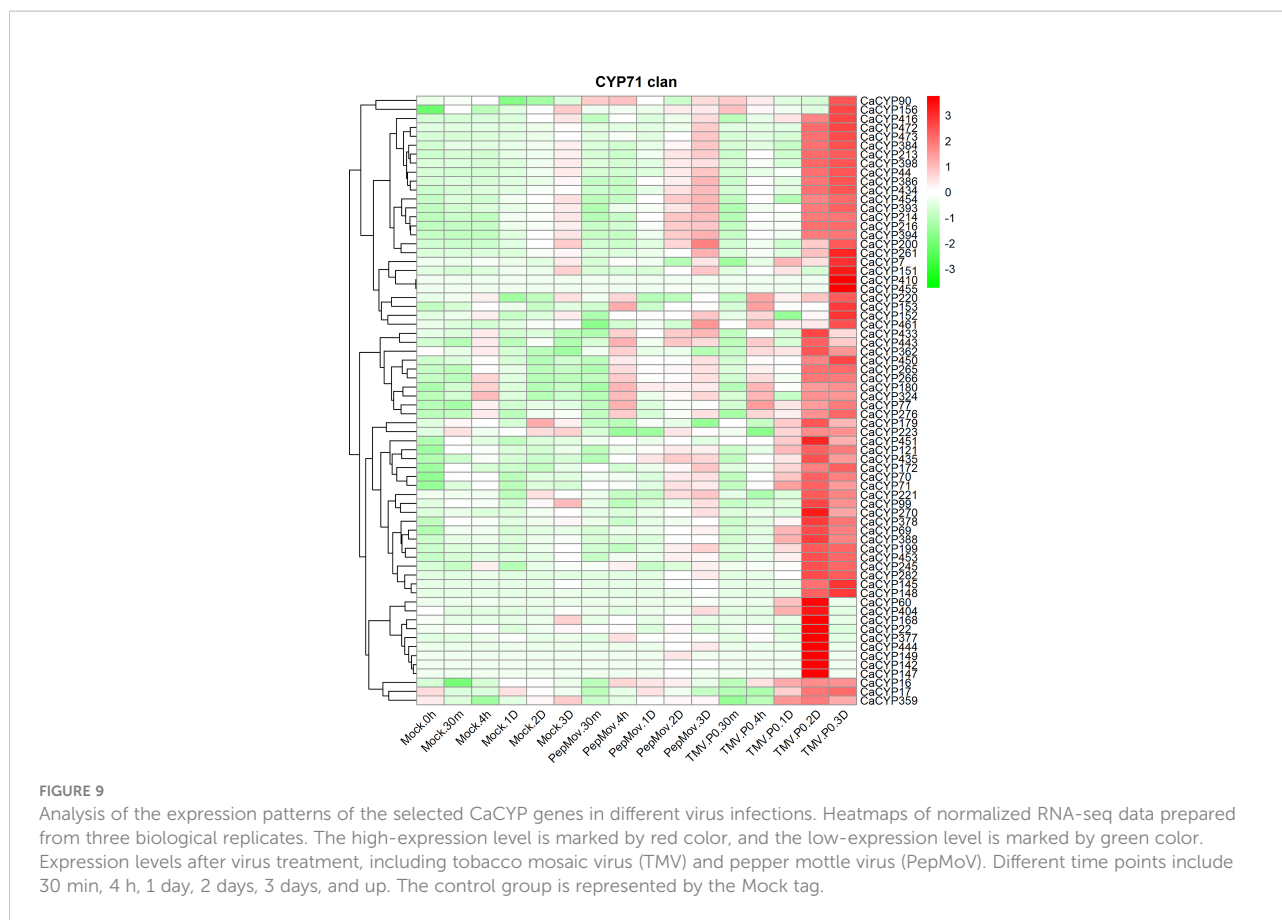 CYP71 clan
CaCYP90
CaCYP156
CaCYP416
CaCYP472
CaCYP473
CaCYP384
CaCYP213
CaCYP398
CaCYP44
CaCYP386
CaCYP434
CaCYP454
CaCYP393
CaCYP214
CaCYP216
CaCYP394
CaCYP200
CaCYP261
CaCYP7
CaCYP151
CaCYP410
CaCYP455
CaCYP220
CaCYP153
CaCYP152
CaCYP461
CaCYP433
CaCYP443
CaCYP362
CaCYP450
CaCYP265
CaCYP266
CaCYP180
CaCYP324
CaCYP77
CaCYP276
CaCYP179
CaCYP223
CaCYP451
CaCYP121
CaCYP435
CaCYP172
CaCYP70
CaCYP71
CaCYP221
CaCYP99
CaCYP270
CaCYP378
CaCYP69
CaCYP388
CaCYP199
CaCYP453
CaCYP245
CaCYP282
CaCYP145
CaCYP148
CaCYP60
CaCYP404
CaCYP168
CaCYP22
CaCYP377
CaCYP444
CaCYP149
CaCYP142
CaCYP147
CaCYP16
CaCYP17
CaCYP359
3
2
1
0
-1
-2
-3
Mock.0h
Mock.30m
Mock.4h
Mock.1D
Mock.2D
Mock.3D
PepMov.30m
PepMov.4h
PepMov.1D
PepMov.2D
PepMov.3D
TMV.P0.30m
TMV.P0.4h
TMV.P0.1D
TMV.P0.2D
TMV.P0.3D
FIGURE 9
Analysis of the expression patterns of the selected CaCYP genes in different virus infections. Heatmaps of normalized RNA-seq data prepared
from three biological replicates. The high-expression level is marked by red color, and the low-expression level is marked by green color.
Expression levels after virus treatment, including tobacco mosaic virus (TMV) and pepper mottle virus (PepMoV). Different time points include
30 min, 4 h, 1 day, 2 days, 3 days, and up. The control group is represented by the Mock tag.